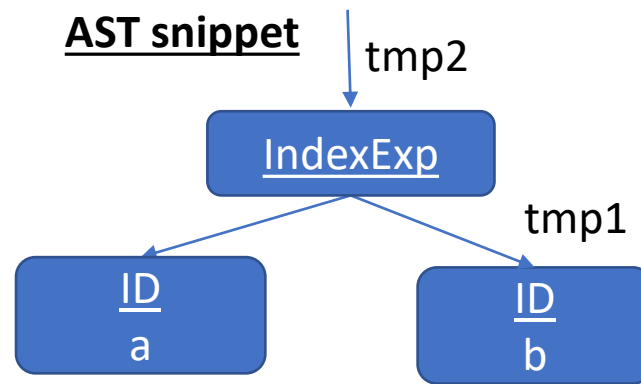 AST snippet
tmp2
IndexExp
tmp1
ID
a
ID
b